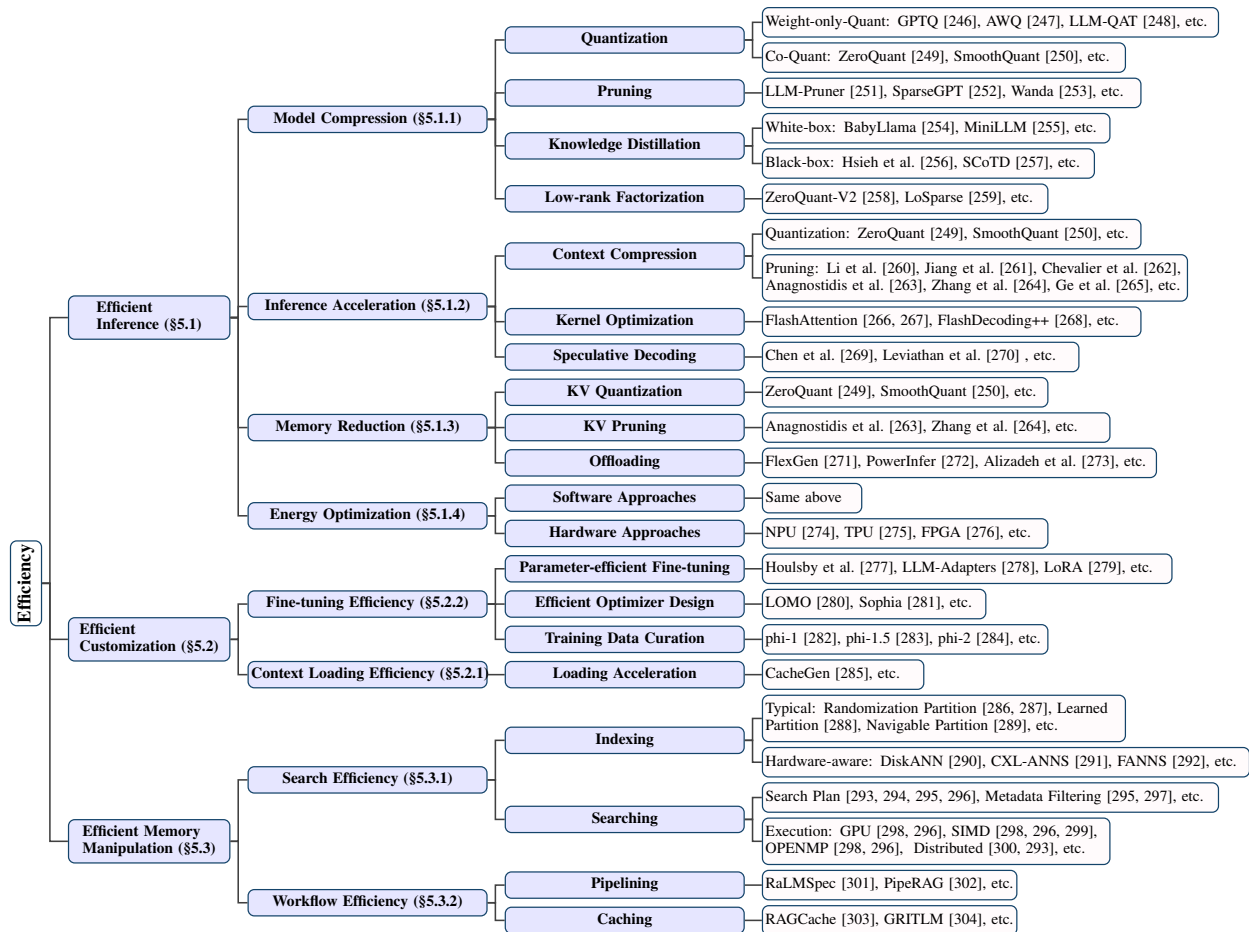 Efficiency
Efficient
Inference (§5.1)
Model Compression (§5.1.1)
Quantization
Weight-only-Quant: GPTQ [246], AWQ [247], LLM-QAT [248], etc.
Co-Quant: ZeroQuant [249], SmoothQuant [250], etc.
Pruning
LLM-Pruner [251], SparseGPT [252], Wanda [253], etc.
Knowledge Distillation
White-box: BabyLlama [254], MiniLLM [255], etc.
Black-box: Hsieh et al. [256], SCoTD [257], etc.
Low-rank Factorization
ZeroQuant-V2 [258], LoSparse [259], etc.
Inference Acceleration (§5.1.2)
Context Compression
Quantization: ZeroQuant [249], SmoothQuant [250], etc.
Pruning: Li et al. [260], Jiang et al. [261], Chevalier et al. [262],
Anagnostidis et al. [263], Zhang et al. [264], Ge et al. [265], etc.
Kernel Optimization
FlashAttention [266, 267], FlashDecoding++ [268], etc.
Speculative Decoding
Chen et al. [269], Leviathan et al. [270] , etc.
Memory Reduction (§5.1.3)
KV Quantization
ZeroQuant [249], SmoothQuant [250], etc.
KV Pruning
Anagnostidis et al. [263], Zhang et al. [264], etc.
Offloading
FlexGen [271], PowerInfer [272], Alizadeh et al. [273], etc.
Energy Optimization (§5.1.4)
Software Approaches
Same above
Hardware Approaches
NPU [274], TPU [275], FPGA [276], etc.
Efficient
Customization (§5.2)
Fine-tuning Efficiency (§5.2.2)
Parameter-efficient Fine-tuning
Houlsby et al. [277], LLM-Adapters [278], LoRA [279], etc.
Efficient Optimizer Design
LOMO [280], Sophia [281], etc.
Training Data Curation
phi-1 [282], phi-1.5 [283], phi-2 [284], etc.
Context Loading Efficiency (§5.2.1)
Loading Acceleration
CacheGen [285], etc.
Efficient Memory
Manipulation (§5.3)
Search Efficiency (§5.3.1)
Indexing
Typical: Randomization Partition [286, 287], Learned
Partition [288], Navigable Partition [289], etc.
Hardware-aware: DiskANN [290], CXL-ANNS [291], FANNS [292], etc.
Searching
Search Plan [293, 294, 295, 296], Metadata Filtering [295, 297], etc.
Execution: GPU [298, 296], SIMD [298, 296, 299],
OPENMP [298, 296], Distributed [300, 293], etc.
Workflow Efficiency (§5.3.2)
Pipelining
RaLMSpec [301], PipeRAG [302], etc.
Caching
RAGCache [303], GRITLM [304], etc.